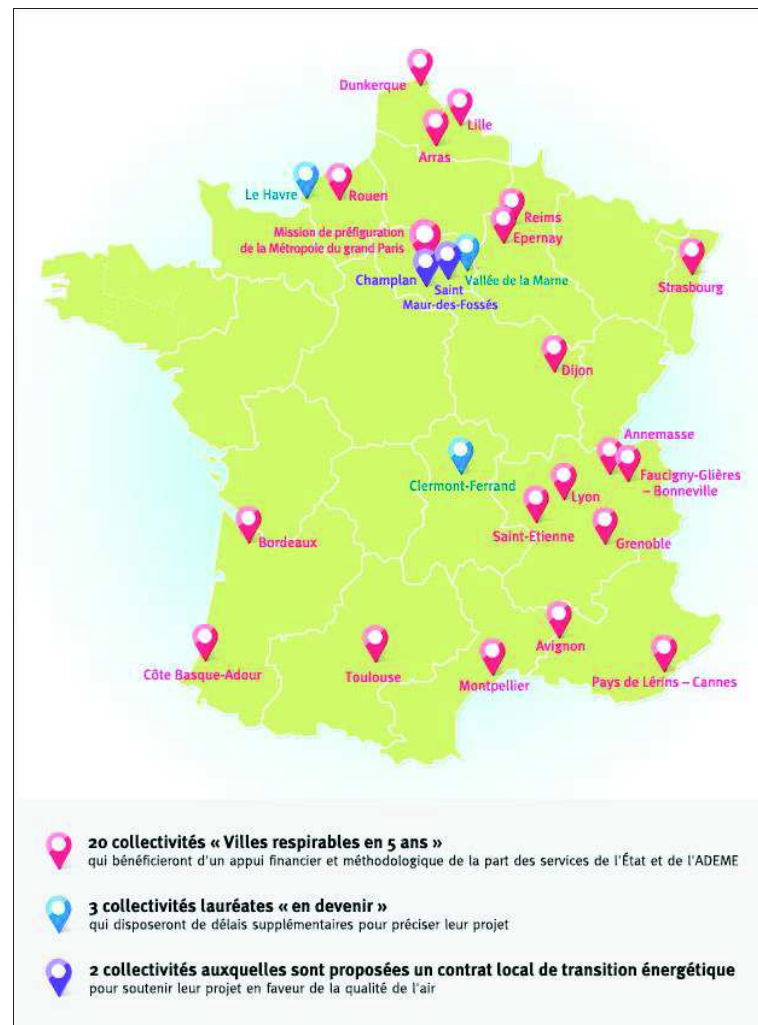 Dunkerque
Lille
Arras
Le Havre
Rouen
Reims
Epernay
Mission de préfiguration
de la Métropole du grand Paris
Champlan
Saint
Maur-des-Fossés
Vallée de la Marne
Strasbourg
Dijon
Annemasse
Faucigny-Glières
– Bonneville
Clermont-Ferrand
Lyon
Saint-Etienne
Grenoble
Bordeaux
Côte Basque-Adour
Toulouse
Montpellier
Avignon
Pays de Lérins – Cannes
20 collectivités « Villes respirables en 5 ans »
qui bénéficieront d'un appui financier et méthodologique de la part des services de l'État et de l'ADEME
3 collectivités lauréates « en devenir »
qui disposeront de délais supplémentaires pour préciser leur projet
2 collectivités auxquelles sont proposées un contrat local de transition énergétique
pour soutenir leur projet en faveur de la qualité de l'air